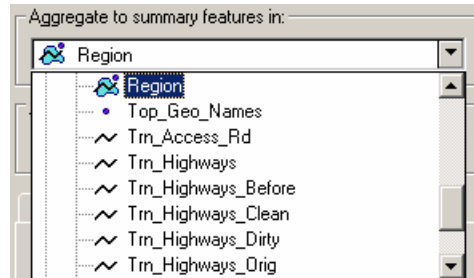 Aggregate to summary features in:
Region
Region
Top_Geo_Names
Trn_Access_Rd
Trn_Highways
Trn_Highways_Before
Trn_Highways_Clean
Trn_Highways_Dirty
Trn_Highways_Orig